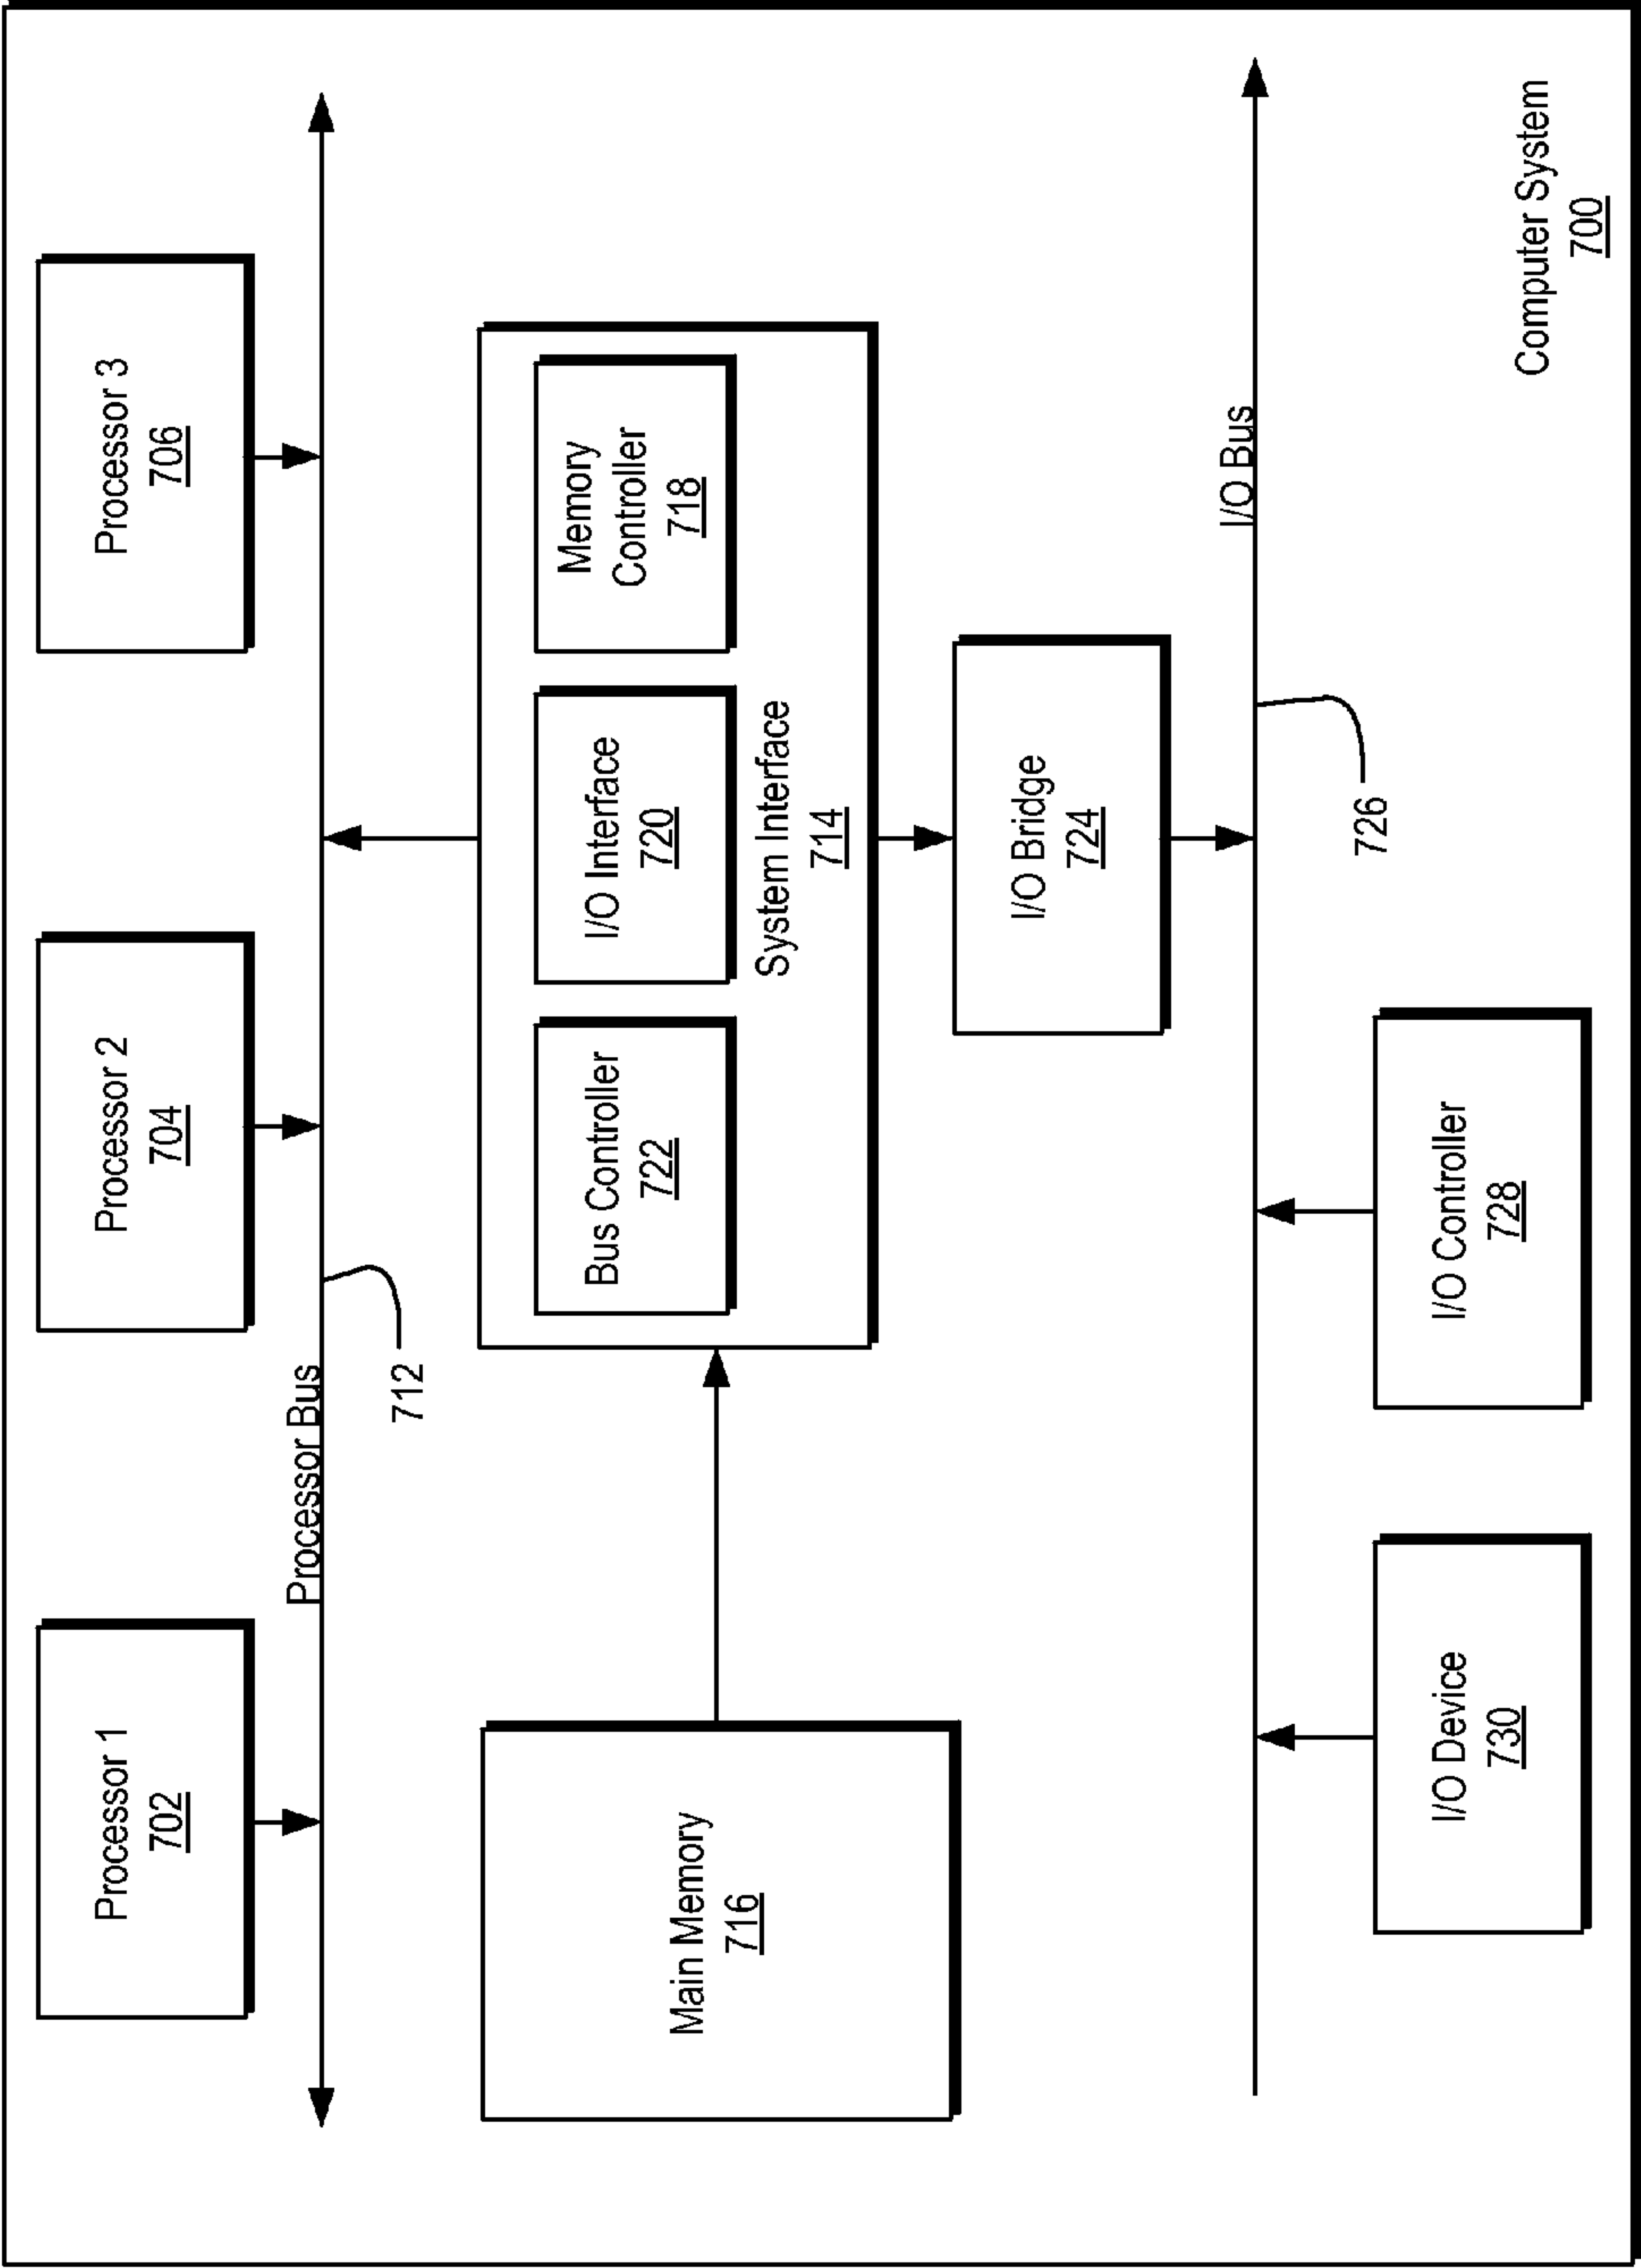 Processor 1
702
Processor 2
704
Processor 3
706
Processor Bus
712
Main Memory
716
Bus Controller
722
I/O Interface
720
Memory
Controller
718
System Interface
714
I/O Bridge
724
I/O Bus
726
I/O Device
730
I/O Controller
728
Computer System
700